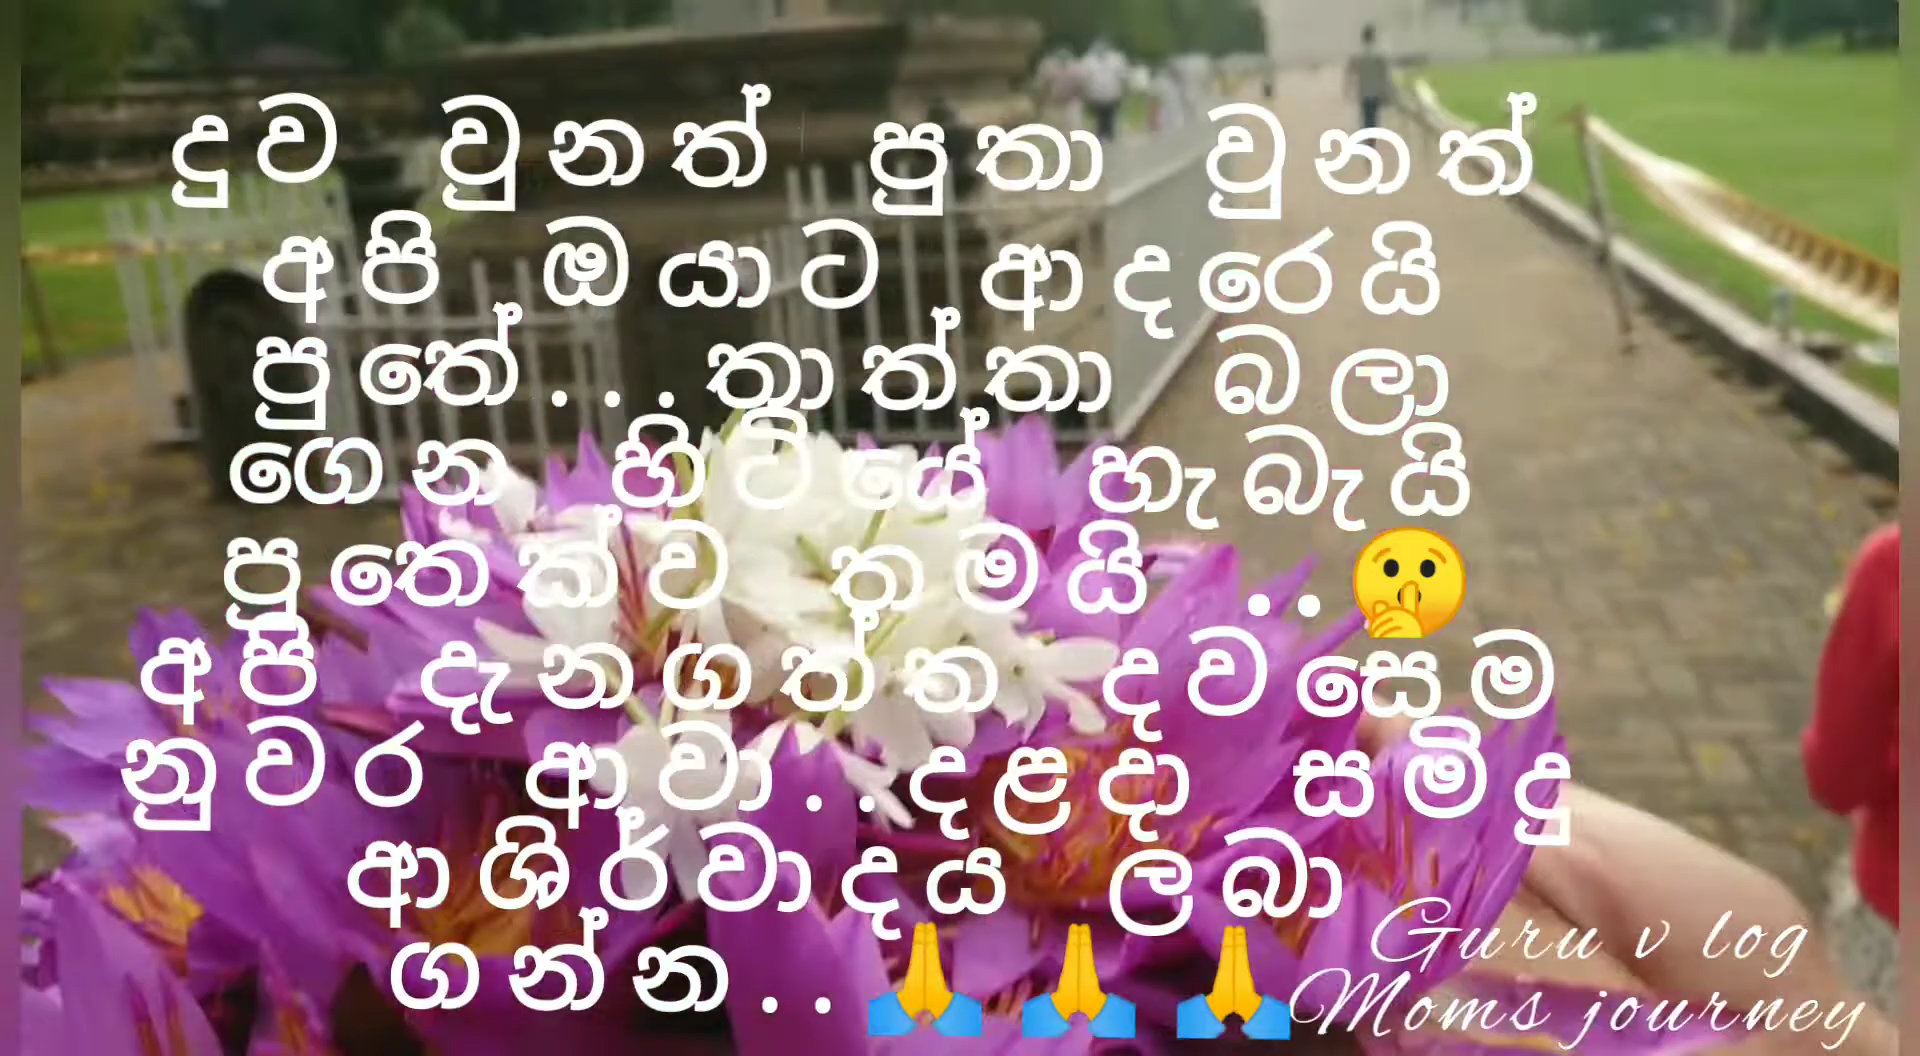 දුව වුනත් පුතා වුනත්
අපි ඔයාට ආදරෙයි
පුතේ...තාත්තා බලා
ගෙන හිටියේ හැබැයි
පුතෙක්ව තමයි ..🤫
අපි දැනගත්ත දවසෙම
නුවර ආවා..දළදා සමිදු
ආශිර්වාදය ලබා
ගන්න..🙏🙏🙏
Guru v log
Moms journey